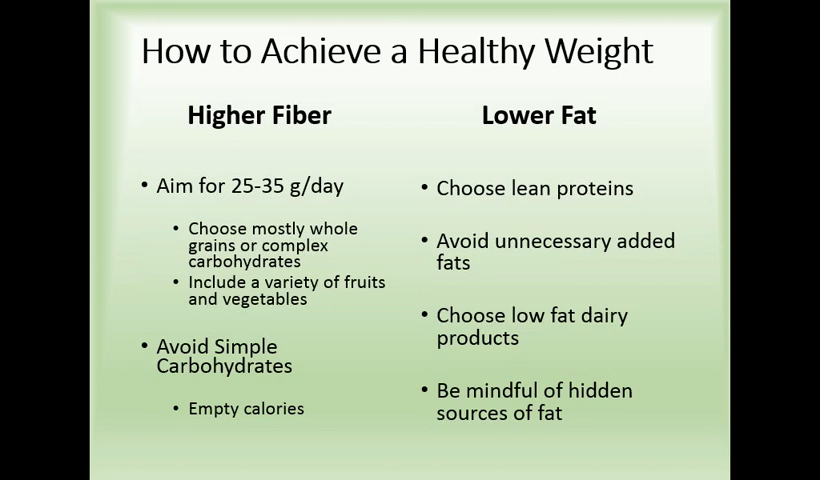 How to Achieve a Healthy Weight
Higher Fiber
• Aim for 25-35 g/day
• Choose mostly whole
grains or complex
carbohydrates
• Include a variety of fruits
and vegetables
• Avoid Simple
Carbohydrates
• Empty calories
Lower Fat
• Choose lean proteins
• Avoid unnecessary added
fats
• Choose low fat dairy
products
• Be mindful of hidden
sources of fat